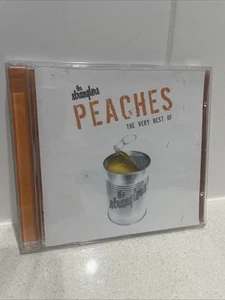 the
stranglers
PEACHES
THE VERY BEST OF
the
stranglers